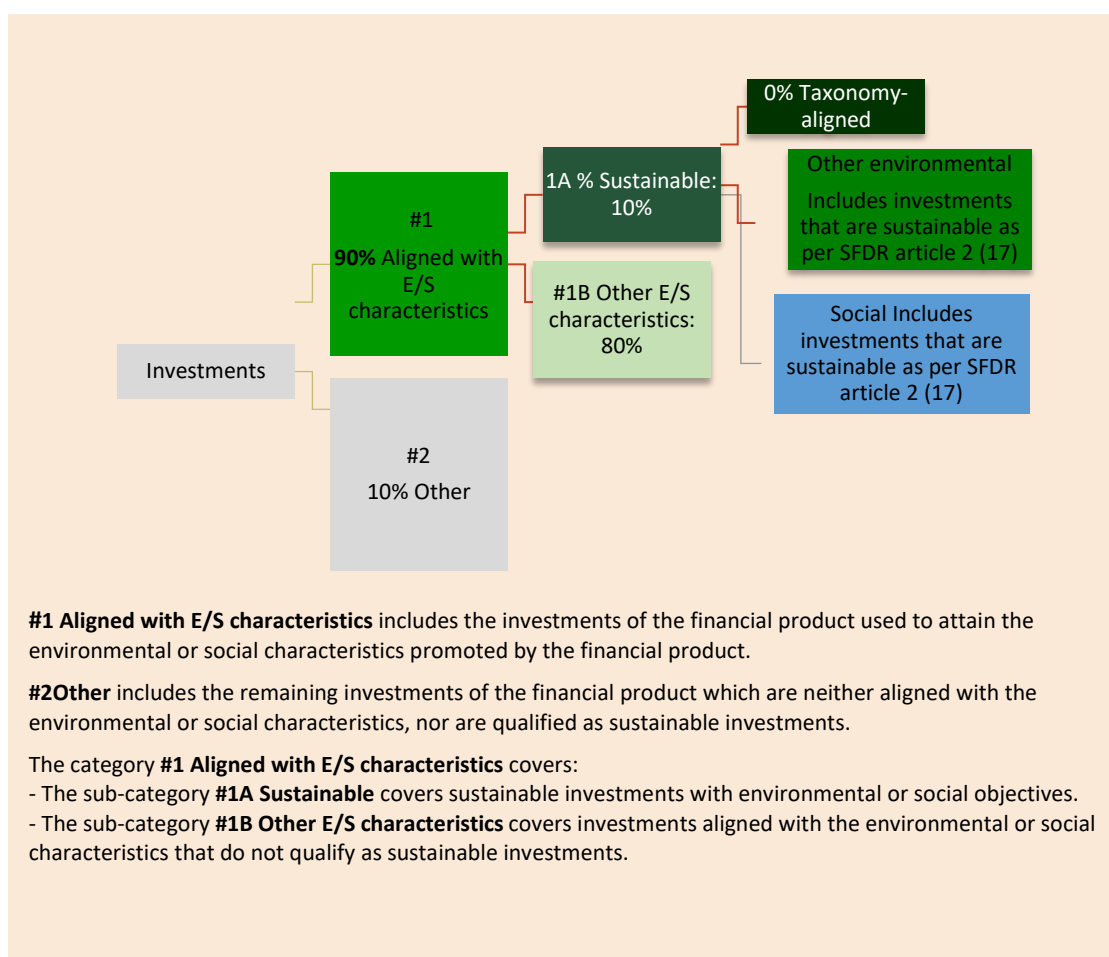 Investments
#1
90% Aligned with
E/S
characteristics
#2
10% Other
1A % Sustainable:
10%
#1B Other E/S
characteristics:
80%
0% Taxonomy-
aligned
Other environmental
Includes investments
that are sustainable as
per SFDR article 2 (17)
Social Includes
investments that are
sustainable as per SFDR
article 2 (17)
#1 Aligned with E/S characteristics includes the investments of the financial product used to attain the
environmental or social characteristics promoted by the financial product.
#2Other includes the remaining investments of the financial product which are neither aligned with the
environmental or social characteristics, nor are qualified as sustainable investments.
The category #1 Aligned with E/S characteristics covers:
- The sub-category #1A Sustainable covers sustainable investments with environmental or social objectives.
- The sub-category #1B Other E/S characteristics covers investments aligned with the environmental or social
characteristics that do not qualify as sustainable investments.